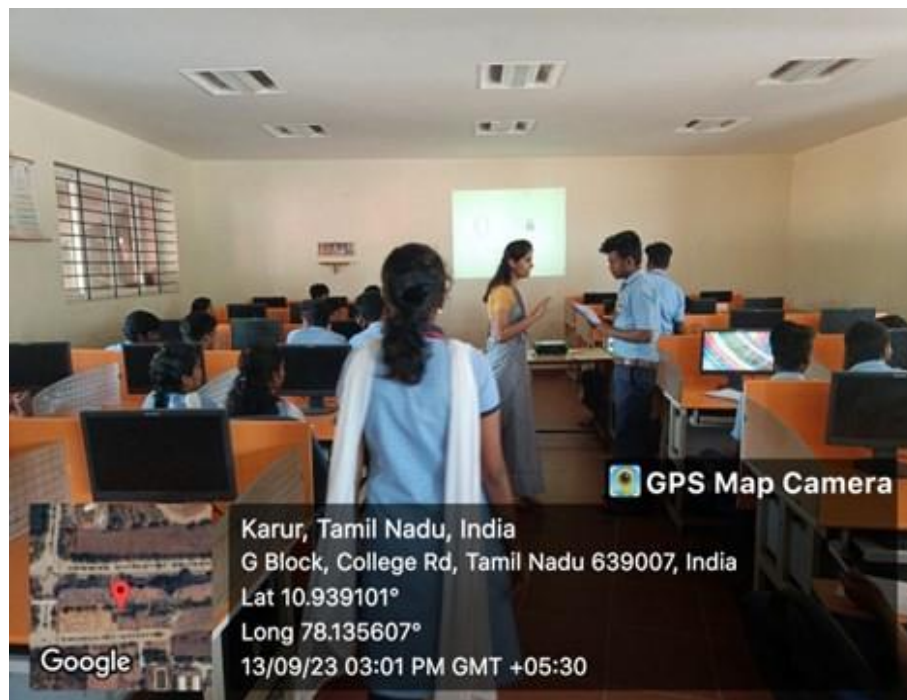 GPS Map Camera
Karur, Tamil Nadu, India
G Block, College Rd, Tamil Nadu 639007, India
Lat 10.939101°
Long 78.135607°
13/09/23 03:01 PM GMT +05:30
Google